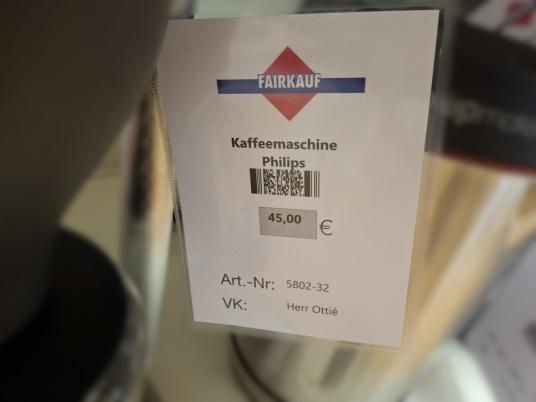 FAIRKAUF
Kaffeemaschine
Philips
45,00 €
Art.-Nr: 5802-32
VK: Herr Ottié